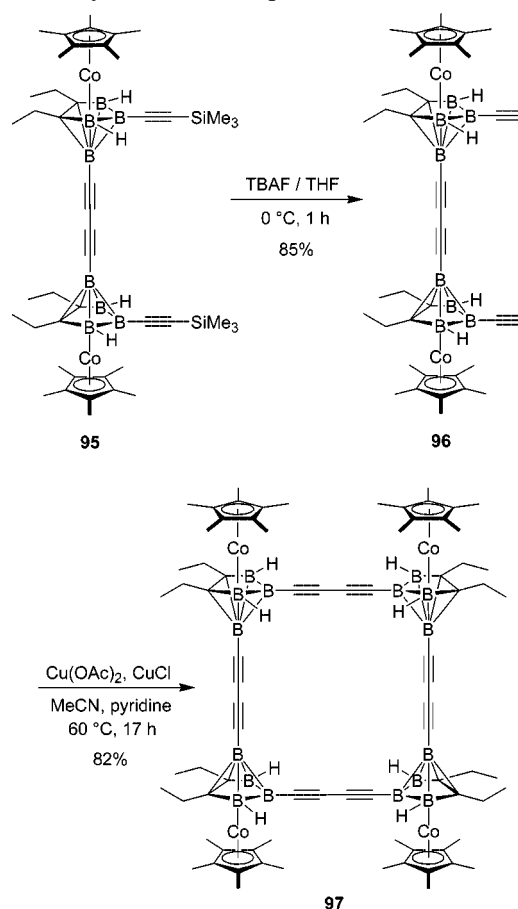 Co Co
H H
B B
B B SiMe3 B B
H H
B B
TBAF / THF
0 °C, 1 h
85%
B B
H H
B B
B B SiMe3 B B
H H
Co Co
95 96
Co Co
H H
B B
B B B B
H H
B B
Cu(OAc)2, CuCl
MeCN, pyridine
60 °C, 17 h
82%
B B
H H
B B
B B B B
H H
Co Co
97